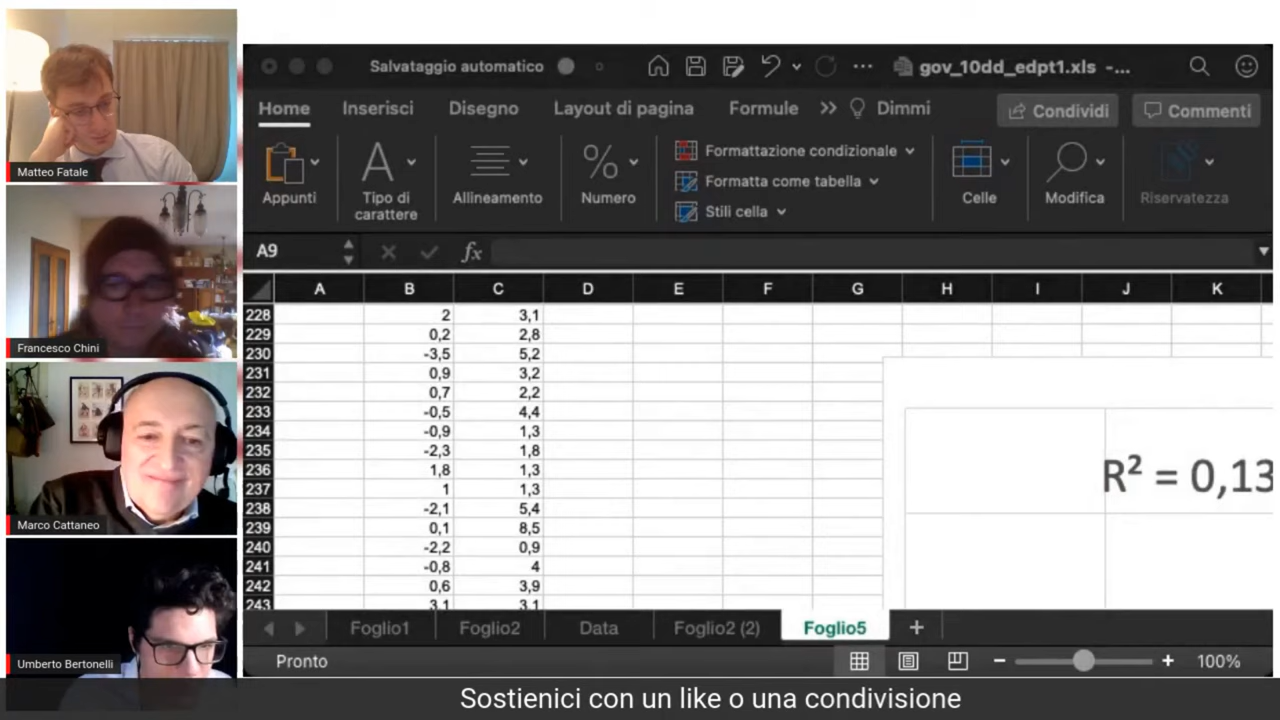 Matteo Fatale
Francesco Chini
Marco Cattaneo
Umberto Bertonelli
Salvataggio automatico
gov_10dd_edpt1.xls -...
Home Inserisci Disegno Layout di pagina Formule >> Dimmi Condividi Commenti
Appunti
Tipo di
carattere
Allineamento
%
Numero
Formattazione condizionale
Formatta come tabella
Stili cella
Celle
Modifica
Riservatezza
A9 fx
A B C D E F G H I J K
228 2 3,1
229 0,2 2,8
230 -3,5 5,2
231 0,9 3,2
232 0,7 2,2
233 -0,5 4,4
234 -0,9 1,3
235 -2,3 1,8
236 1,8 1,3
237 1 1,3
238 -2,1 5,4
239 0,1 8,5
240 -2,2 0,9
241 -0,8 4
242 0,6 3,9
243 3,1 3,1
R² = 0,13
Foglio1 Foglio2 Data Foglio2 (2) Foglio5 +
Pronto
- + 100%
Sostienici con un like o una condivisione